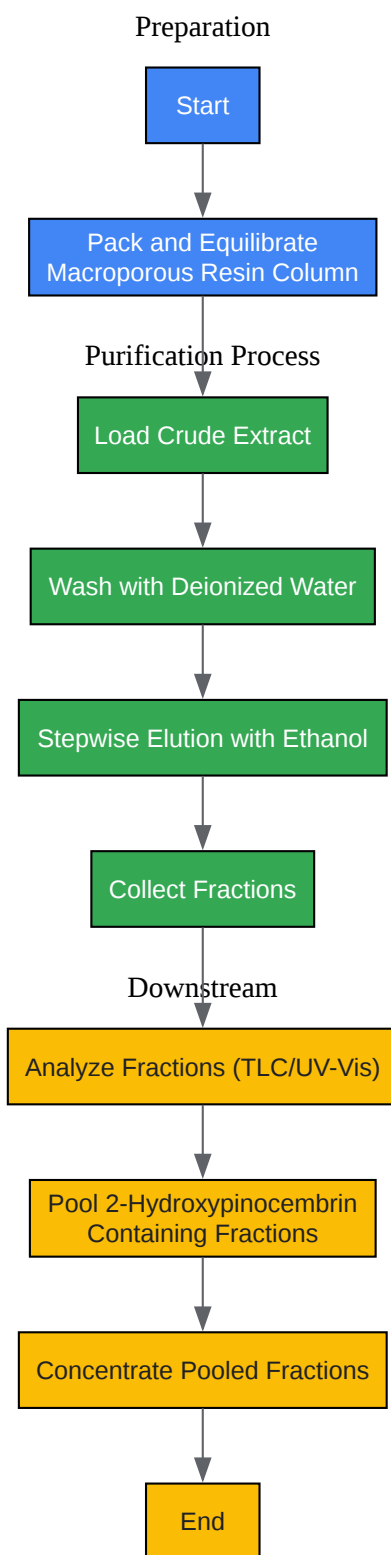 Preparation
Start
Pack and Equilibrate
Macroporous Resin Column
Purification Process
Load Crude Extract
Wash with Deionized Water
Stepwise Elution with Ethanol
Collect Fractions
Downstream
Analyze Fractions (TLC/UV-Vis)
Pool 2-Hydroxypinocembrin
Containing Fractions
Concentrate Pooled Fractions
End